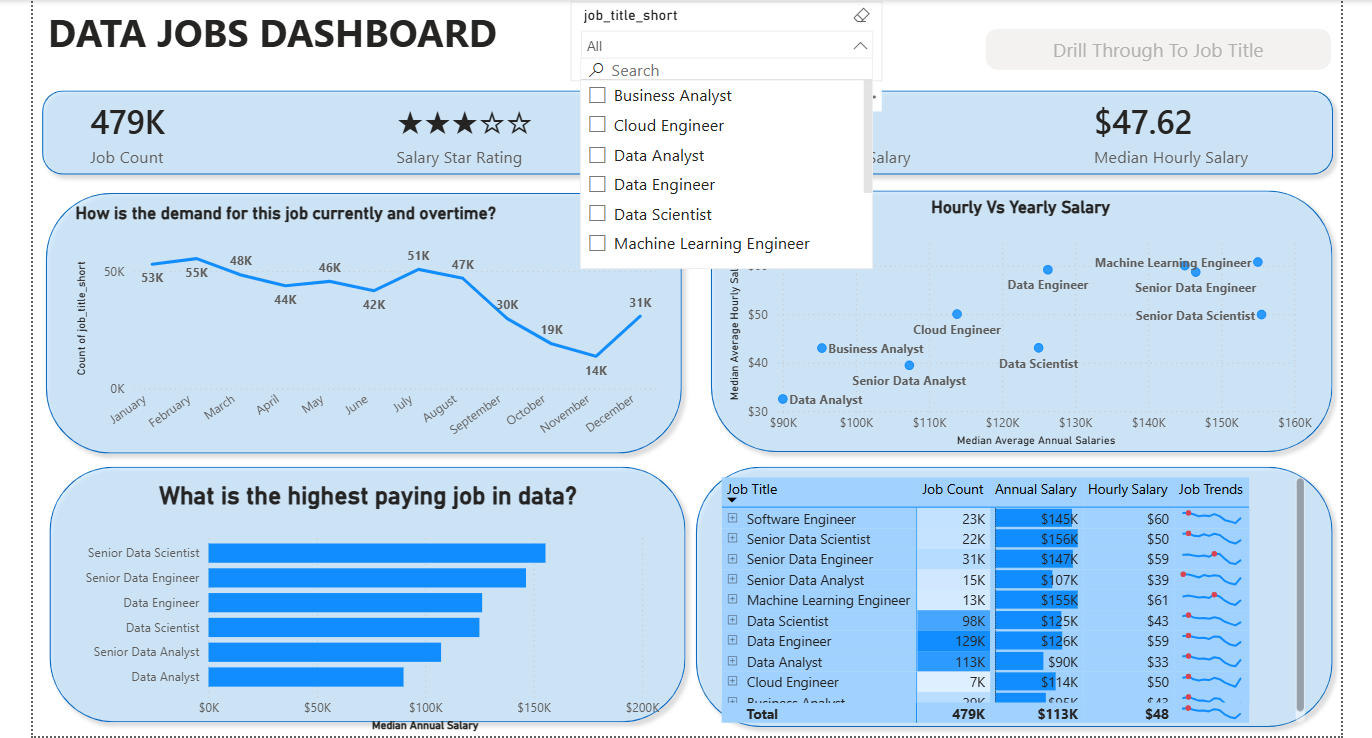 DATA JOBS DASHBOARD
job_title_short
All
Search
Business Analyst
Cloud Engineer
Data Analyst
Data Engineer
Data Scientist
Machine Learning Engineer
Drill Through To Job Title
479K
Job Count
★★★☆☆
Salary Star Rating
Salary
$47.62
Median Hourly Salary
How is the demand for this job currently and overtime?
Count of job_title_short
50K
0K
53K
55K
48K
44K
46K
42K
51K
47K
30K
19K
14K
31K
January
February
March
April
May
June
July
August
September
October
November
December
Hourly Vs Yearly Salary
Median Average Hourly
$50
$40
$30
Machine Learning Engineer
Data Engineer
Senior Data Engineer
Senior Data Scientist
Cloud Engineer
Business Analyst
Data Scientist
Senior Data Analyst
Data Analyst
$90K $100K $110K $120K $130K $140K $150K $160K
Median Average Annual Salaries
What is the highest paying job in data?
Senior Data Scientist
Senior Data Engineer
Data Engineer
Data Scientist
Senior Data Analyst
Data Analyst
$0K $50K $100K $150K $200K
Median Annual Salary
Job Title Job Count Annual Salary Hourly Salary Job Trends
Software Engineer 23K $145K $60
Senior Data Scientist 22K $156K $50
Senior Data Engineer 31K $147K $59
Senior Data Analyst 15K $107K $39
Machine Learning Engineer 13K $155K $61
Data Scientist 98K $125K $43
Data Engineer 129K $126K $59
Data Analyst 113K $90K $33
Cloud Engineer 7K $114K $50
Business Analyst 29K $95K $43
Total 479K $113K $48